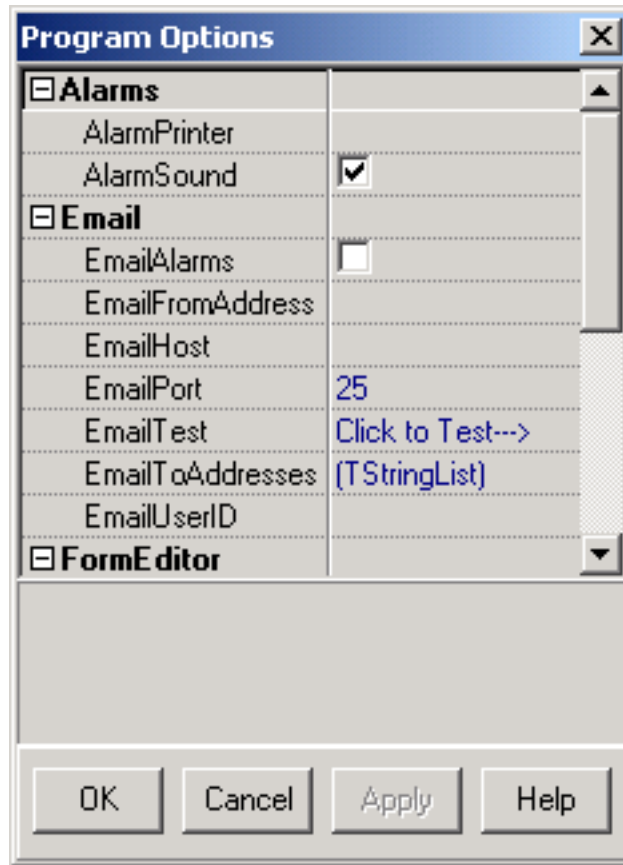 Program Options
Alarms
AlarmPrinter
AlarmSound
Email
EmailAlarms
EmailFromAddress
EmailHost
EmailPort 25
EmailTest Click to Test--->
EmailToAddresses (TStringList)
EmailUserID
FormEditor
OK Cancel Apply Help